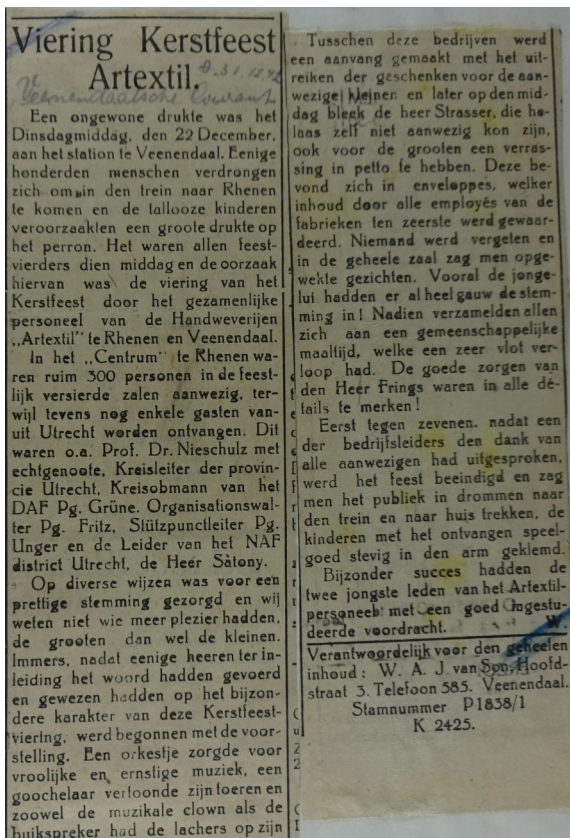 Viering Kerstfeest
Artextil.
D. 31.12.42
Veenendaalsche Courant
Een ongewone drukte was het
Dinsdagmiddag, den 22 December,
aan het station te Veenendaal. Eenige
honderden menschen verdrongen
zich om in den trein naar Rhenen
te komen en de tallooze kinderen
veroorzaakten een groote drukte op
het perron. Het waren allen feest-
vierders dien middag en de oorzaak
hiervan was de viering van het
Kerstfeest door het gezamenlijke
personeel van de Handweverijen
„Artextil" te Rhenen en Veenendaal.
In het „Centrum" te Rhenen wa-
ren ruim 300 personen in de feest-
lijk versierde zalen aanwezig, ter-
wijl tevens nog enkele gasten van-
uit Utrecht worden ontvangen. Dit
waren o.a. Prof. Dr. Nieschulz met
echtgenoote, Kreisleiter der provin-
cie Utrecht, Kreisobmann van het
DAF Pg. Grüne. Organisationswal-
ter Pg. Fritz, Stützpunctleiter Pg.
Unger en de Leider van het NAF
district Utrecht, de Heer Sàtony.
Op diverse wijzen was voor een
prettige stemming gezorgd en wij
weten niet wie meer plezier hadden,
de grooten dan wel de kleinen.
Immers, nadat eenige heeren ter in-
leiding het woord hadden gevoerd
en gewezen hadden op het bijzon-
dere karakter van deze Kerstfeest-
viering, werd begonnen met de voor-
stelling. Een orkestje zorgde voor
vroolijke en ernstige muziek, een
goochelaar vertoonde zijn toeren en
zoowel de muzikale clown als de
buikspreker had de lachers op zijn
Tusschen deze bedrijven werd
een aanvang gemaakt met het uit-
reiken der geschenken voor de aan-
wezige kleinen en later op den mid-
dag bleek de heer Strasser, die he-
laas zelf niet aanwezig kon zijn,
ook voor de grooten een verras-
sing in petto te hebben. Deze be-
vond zich in enveloppes, welker
inhoud door alle employés van de
fabrieken ten zeerste werd gewaar-
deerd. Niemand werd vergeten en
in de geheele zaal zag men opge-
wekte gezichten. Vooral de jonge-
lui hadden er al heel gauw de stem-
ming in! Nadien verzamelden allen
zich aan een gemeenschappelijke
maaltijd, welke een zeer vlot ver-
loop had. De goede zorgen van
den Heer Frings waren in alle dé-
tails te merken!
Eerst tegen zevenen. nadat een
der bedrijfsleiders den dank van
alle aanwezigen had uitgesproken,
werd het feest beeindigd en zag
men het publiek in drommen naar
den trein en naar huis trekken, de
kinderen met het ontvangen speel-
goed stevig in den arm geklemd.
Bijzonder succes hadden de
twee jongste leden van het Artextil-
personeel met een goed ingestu-
deerde voordracht. W.
Verantwoordelijk voor den geheelen
inhoud: W. A. J. van Son, Hoofd-
straat 3. Telefoon 585. Veenendaal.
Stamnummer P 1838/1
K 2425.